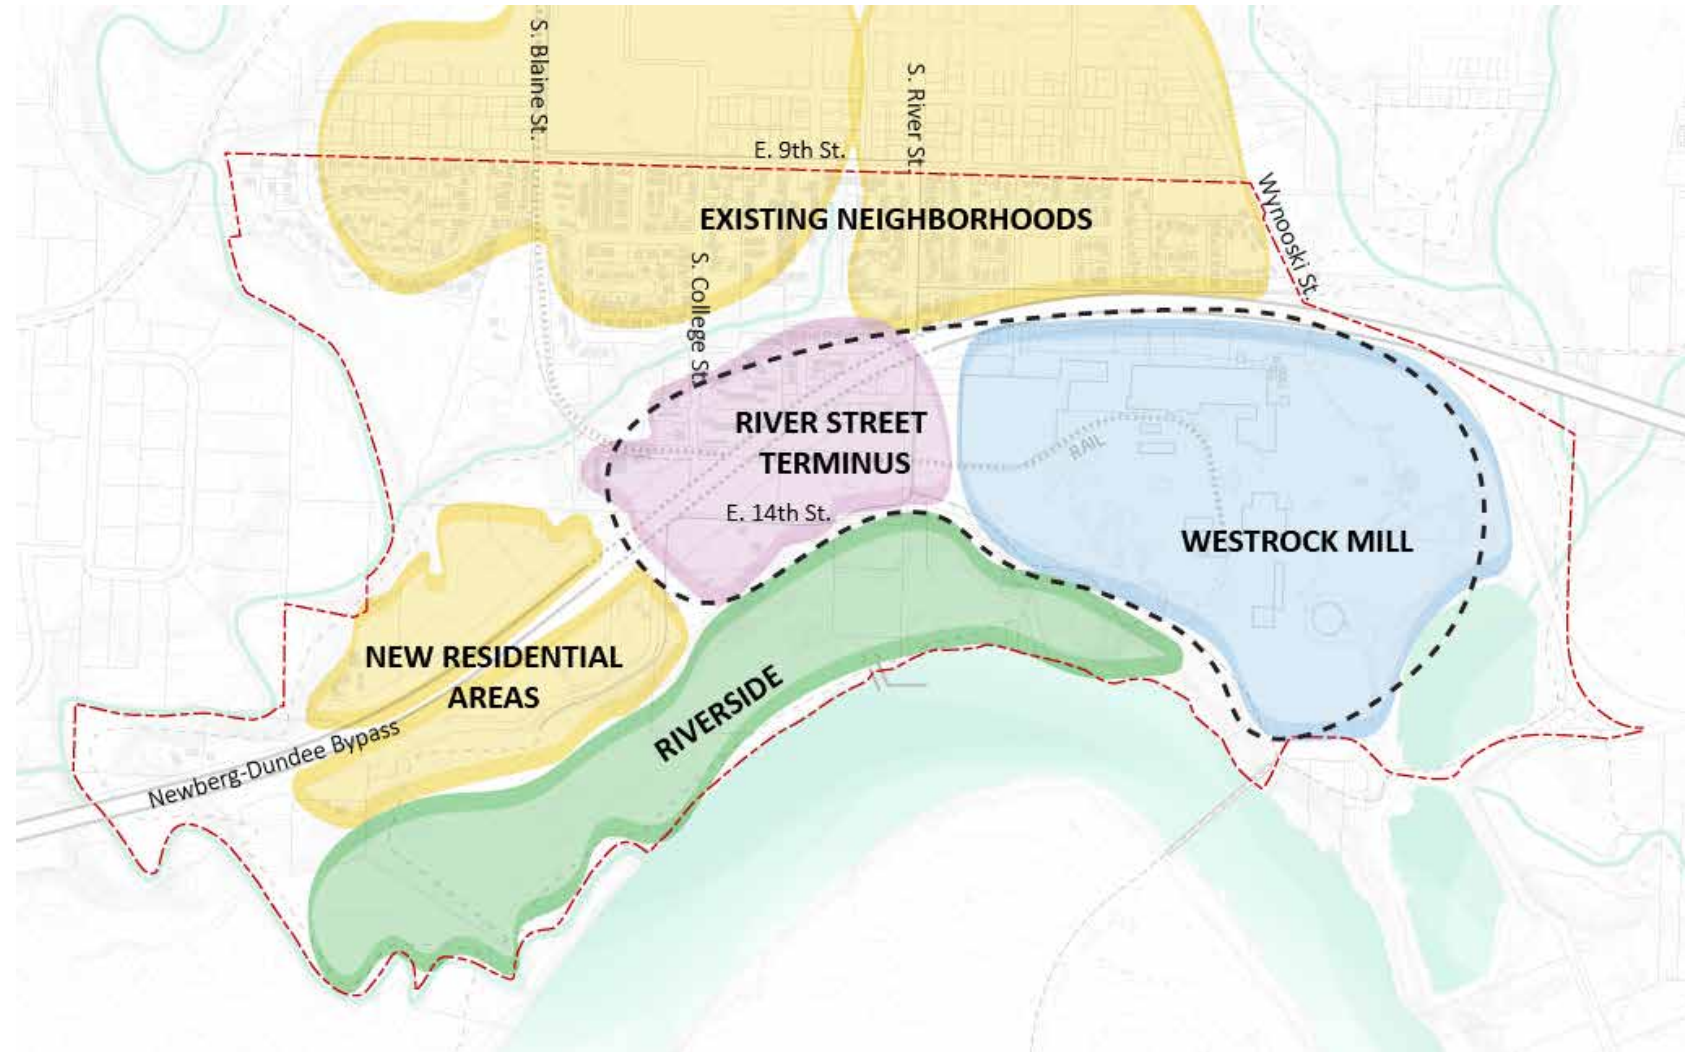 S. Blaine St.
S. River St.
E. 9th St.
Wynooski St.
EXISTING NEIGHBORHOODS
S. College St.
RIVER STREET
TERMINUS
RAIL
E. 14th St.
WESTROCK MILL
NEW RESIDENTIAL
AREAS
RIVERSIDE
Newberg-Dundee Bypass